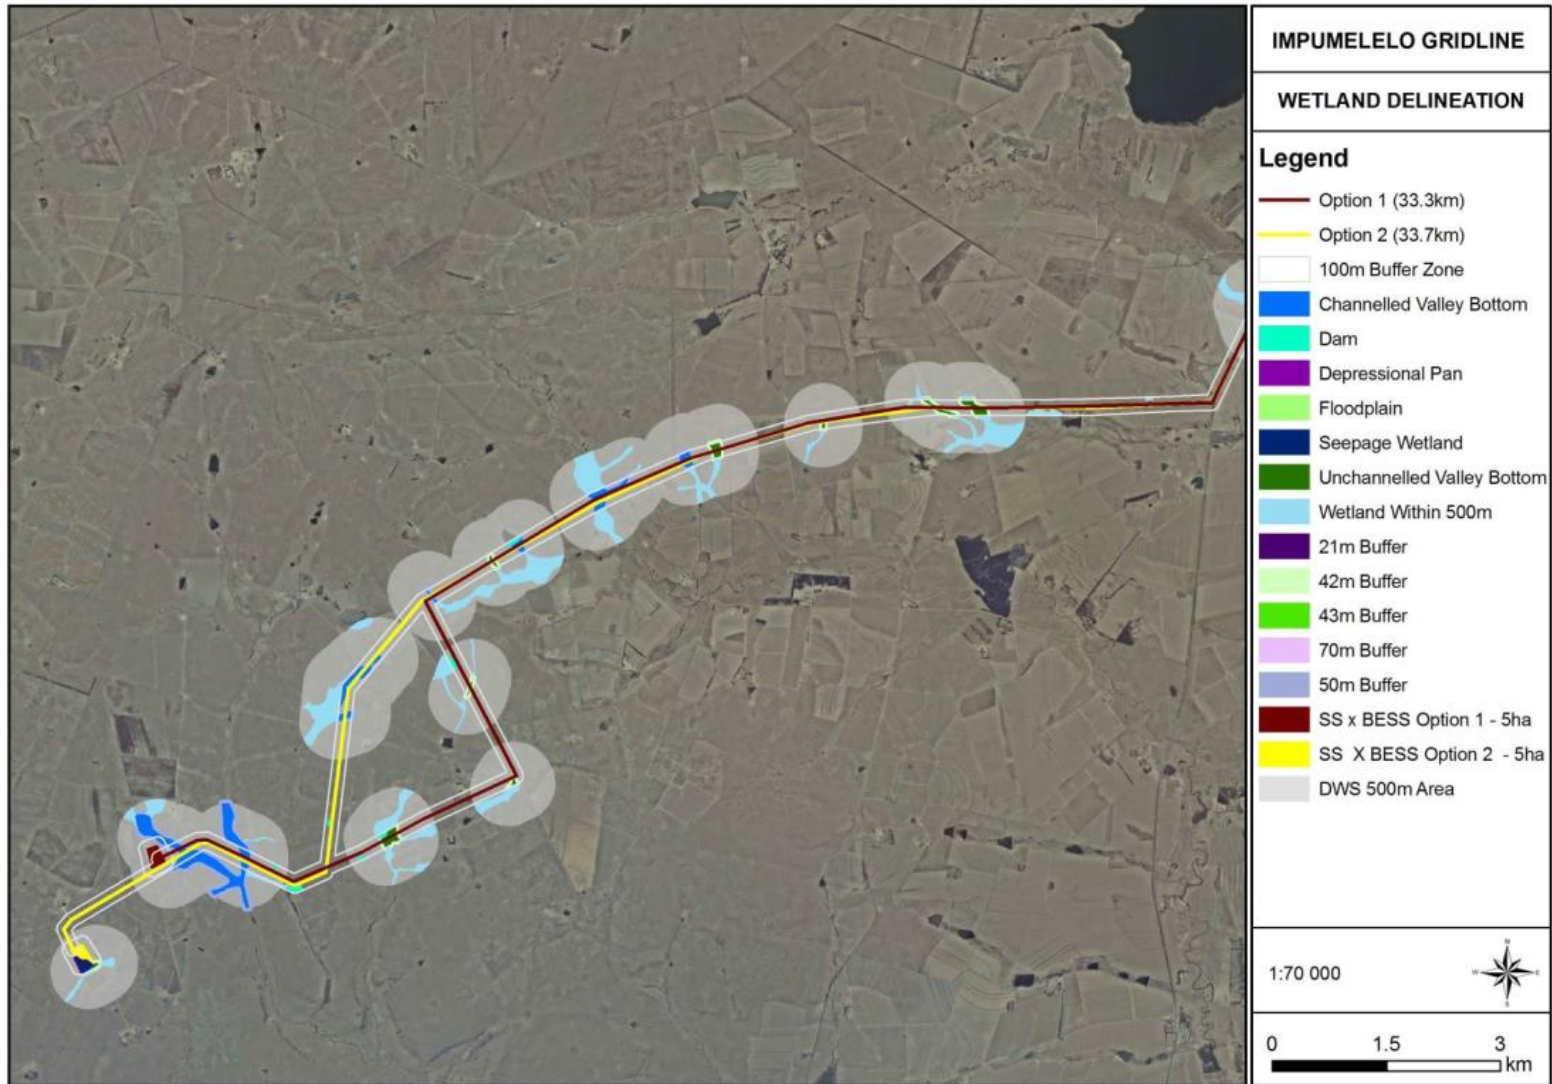 IMPUMELELO GRIDLINE
WETLAND DELINEATION
Legend
Option 1 (33.3km)
Option 2 (33.7km)
100m Buffer Zone
Channelled Valley Bottom
Dam
Depressional Pan
Floodplain
Seepage Wetland
Unchannelled Valley Bottom
Wetland Within 500m
21m Buffer
42m Buffer
43m Buffer
70m Buffer
50m Buffer
SS x BESS Option 1 - 5ha
SS X BESS Option 2 - 5ha
DWS 500m Area
1:70 000
N
W E
S
0 1.5 3
km